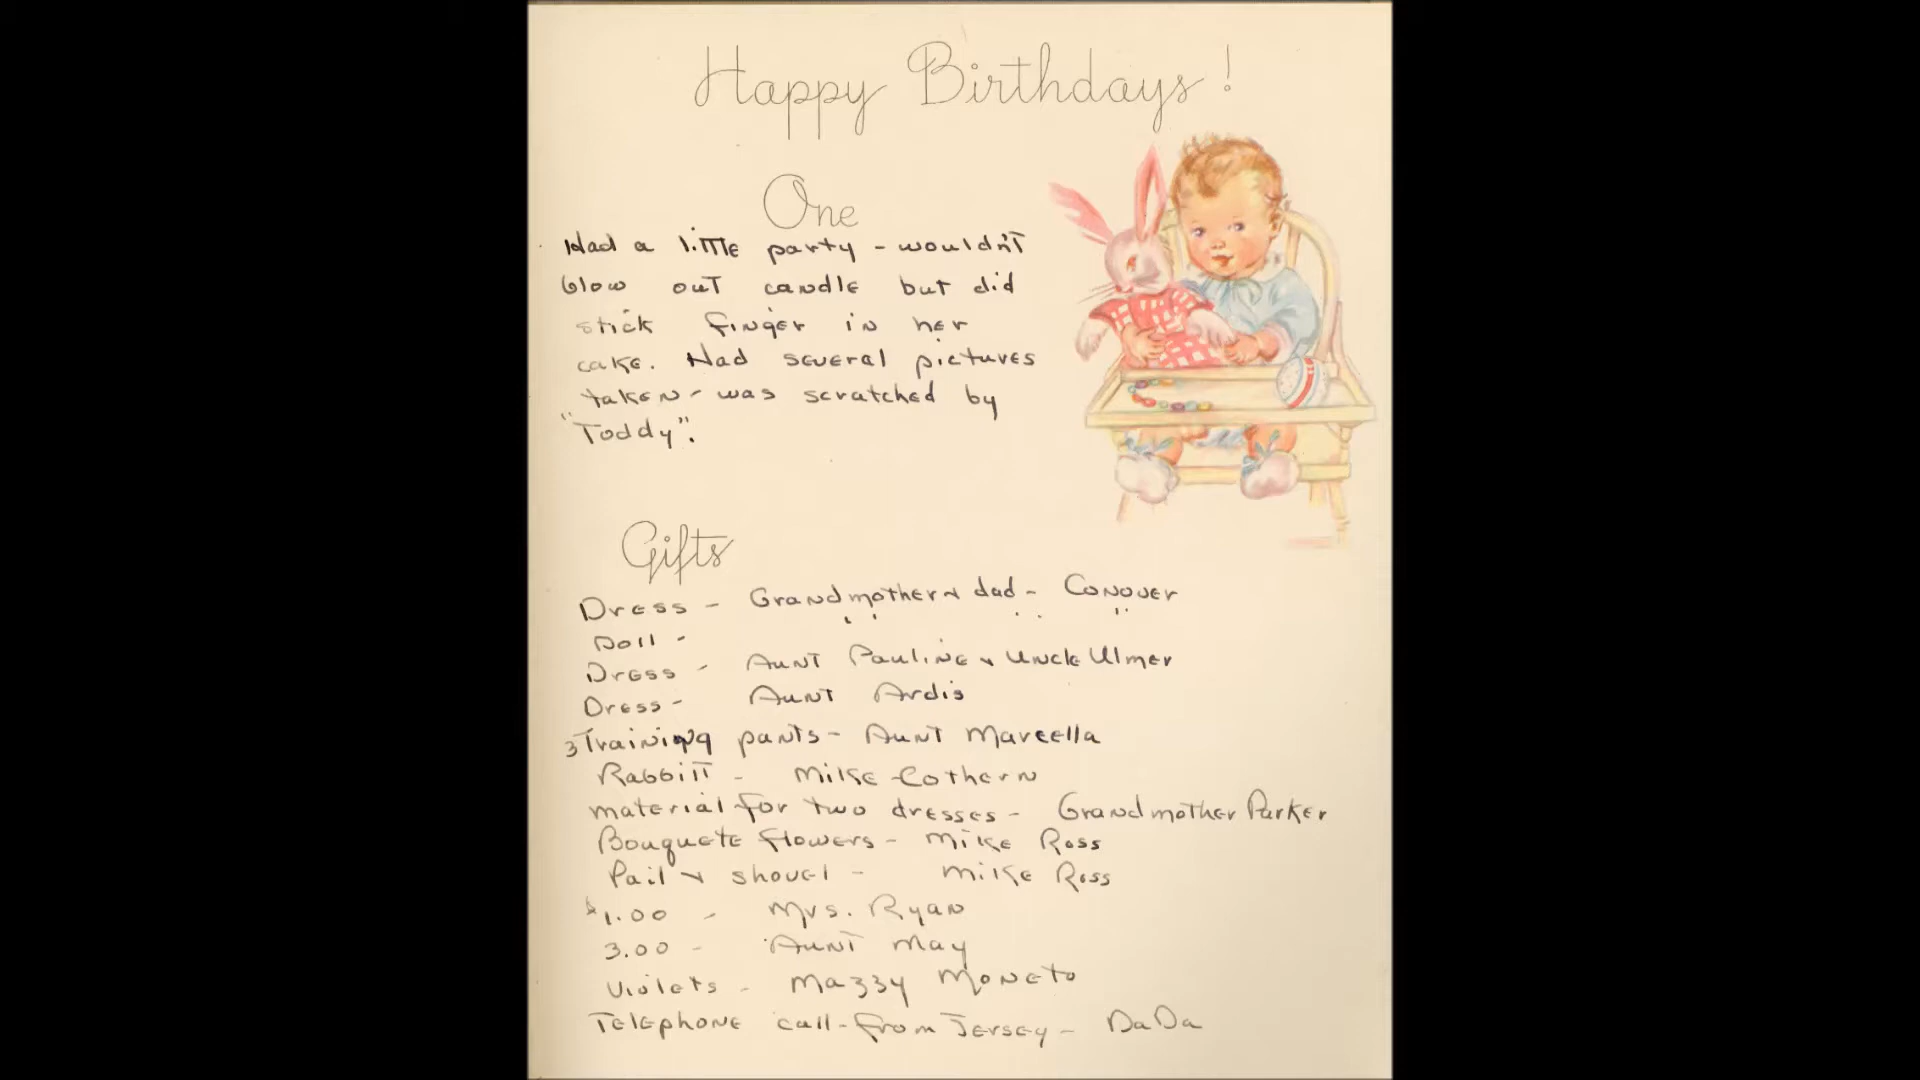 Happy Birthdays!
One
Had a little party - wouldn't
blow out candle but did
stick finger in her
cake. Had several pictures
taken - was scratched by
"Toddy".
Gifts
Dress - Grandmother + dad - Conover
Doll - " " "
Dress - Aunt Pauline + Uncle Ulmer
Dress - Aunt Ardis
3 Training pants - Aunt Marcella
Rabbitt - Mike Cothern
material for two dresses - Grandmother Parker
Bouquete flowers - Mike Ross
Pail + shovel - Mike Ross
$1.00 - Mrs. Ryan
3.00 - Aunt May
Violets - Mazzy Moneto
Telephone call - from Jersey - DaDa